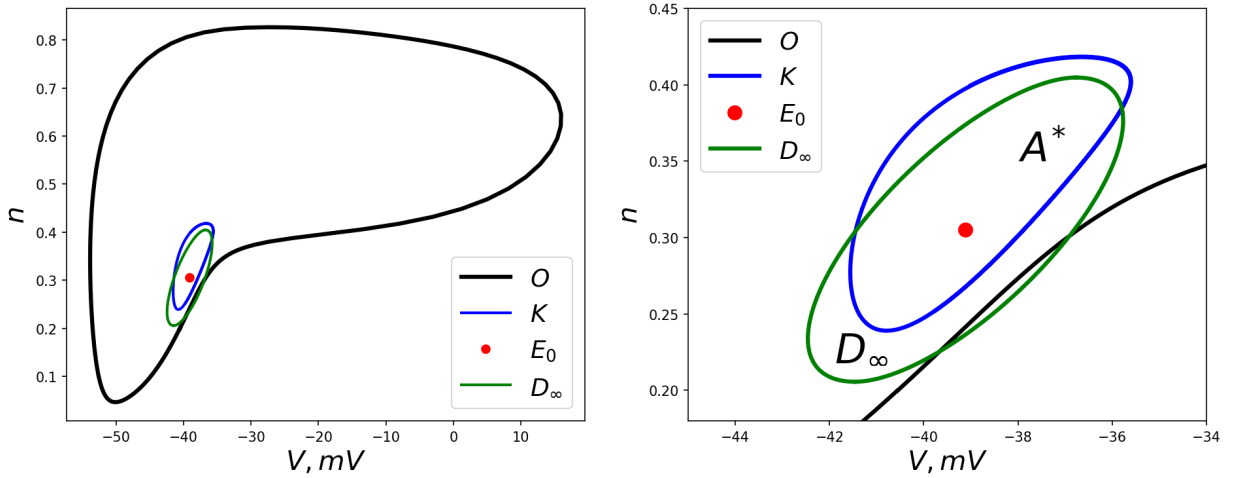 0.8
0.7
0.6
0.5
0.4
0.3
0.2
0.1
n
−50 −40 −30 −20 −10 0 10
V, mV
O
K
E₀
D∞
0.45
0.40
0.35
0.30
0.25
0.20
n
−44 −42 −40 −38 −36 −34
V, mV
O
K
E₀
D∞
A*
D∞